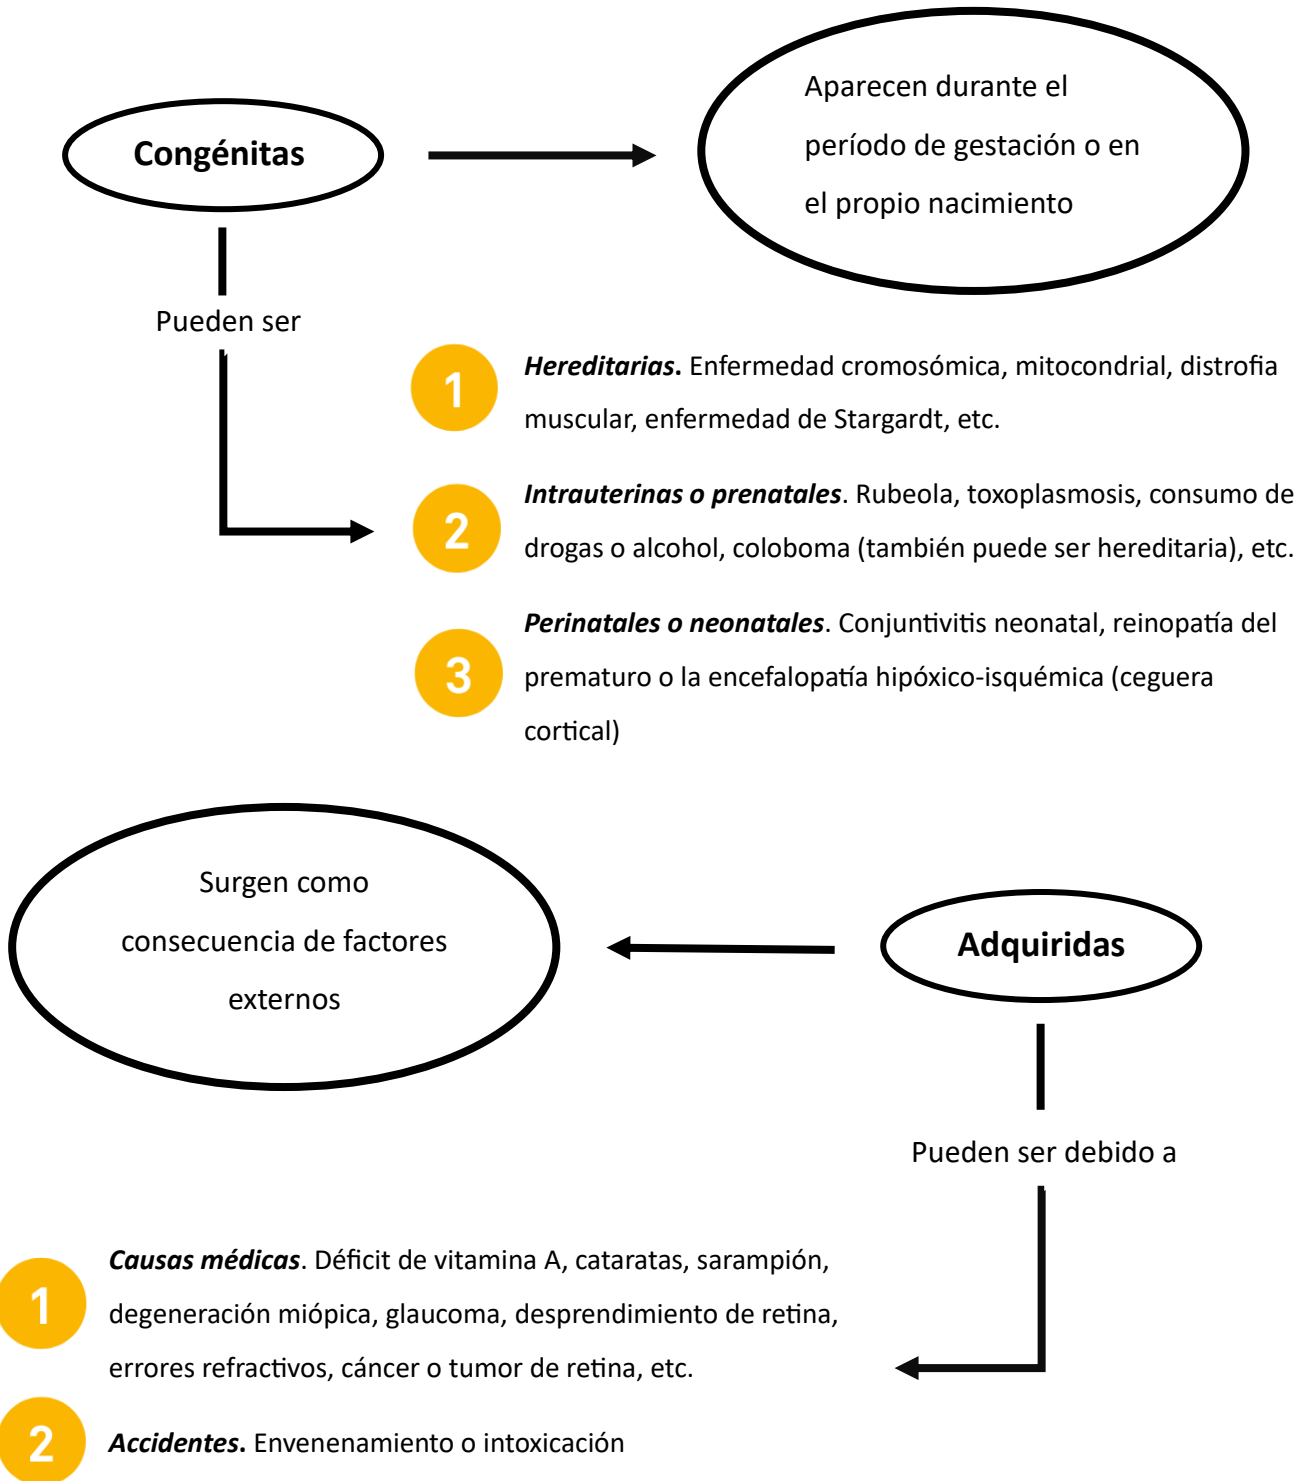 Congénitas
Aparecen durante el
período de gestación o en
el propio nacimiento
Pueden ser
1
Hereditarias. Enfermedad cromosómica, mitocondrial, distrofia
muscular, enfermedad de Stargardt, etc.
2
Intrauterinas o prenatales. Rubeola, toxoplasmosis, consumo de
drogas o alcohol, coloboma (también puede ser hereditaria), etc.
3
Perinatales o neonatales. Conjuntivitis neonatal, reinopatía del
prematuro o la encefalopatía hipóxico-isquémica (ceguera
cortical)
Surgen como
consecuencia de factores
externos
Adquiridas
Pueden ser debido a
1
Causas médicas. Déficit de vitamina A, cataratas, sarampión,
degeneración miópica, glaucoma, desprendimiento de retina,
errores refractivos, cáncer o tumor de retina, etc.
2
Accidentes. Envenenamiento o intoxicación